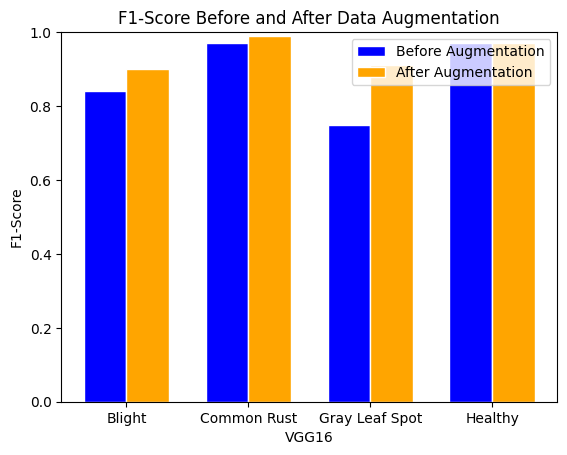 F1-Score Before and After Data Augmentation
Before Augmentation
After Augmentation
F1-Score
1.0
0.8
0.6
0.4
0.2
0.0
Blight Common Rust Gray Leaf Spot Healthy
VGG16